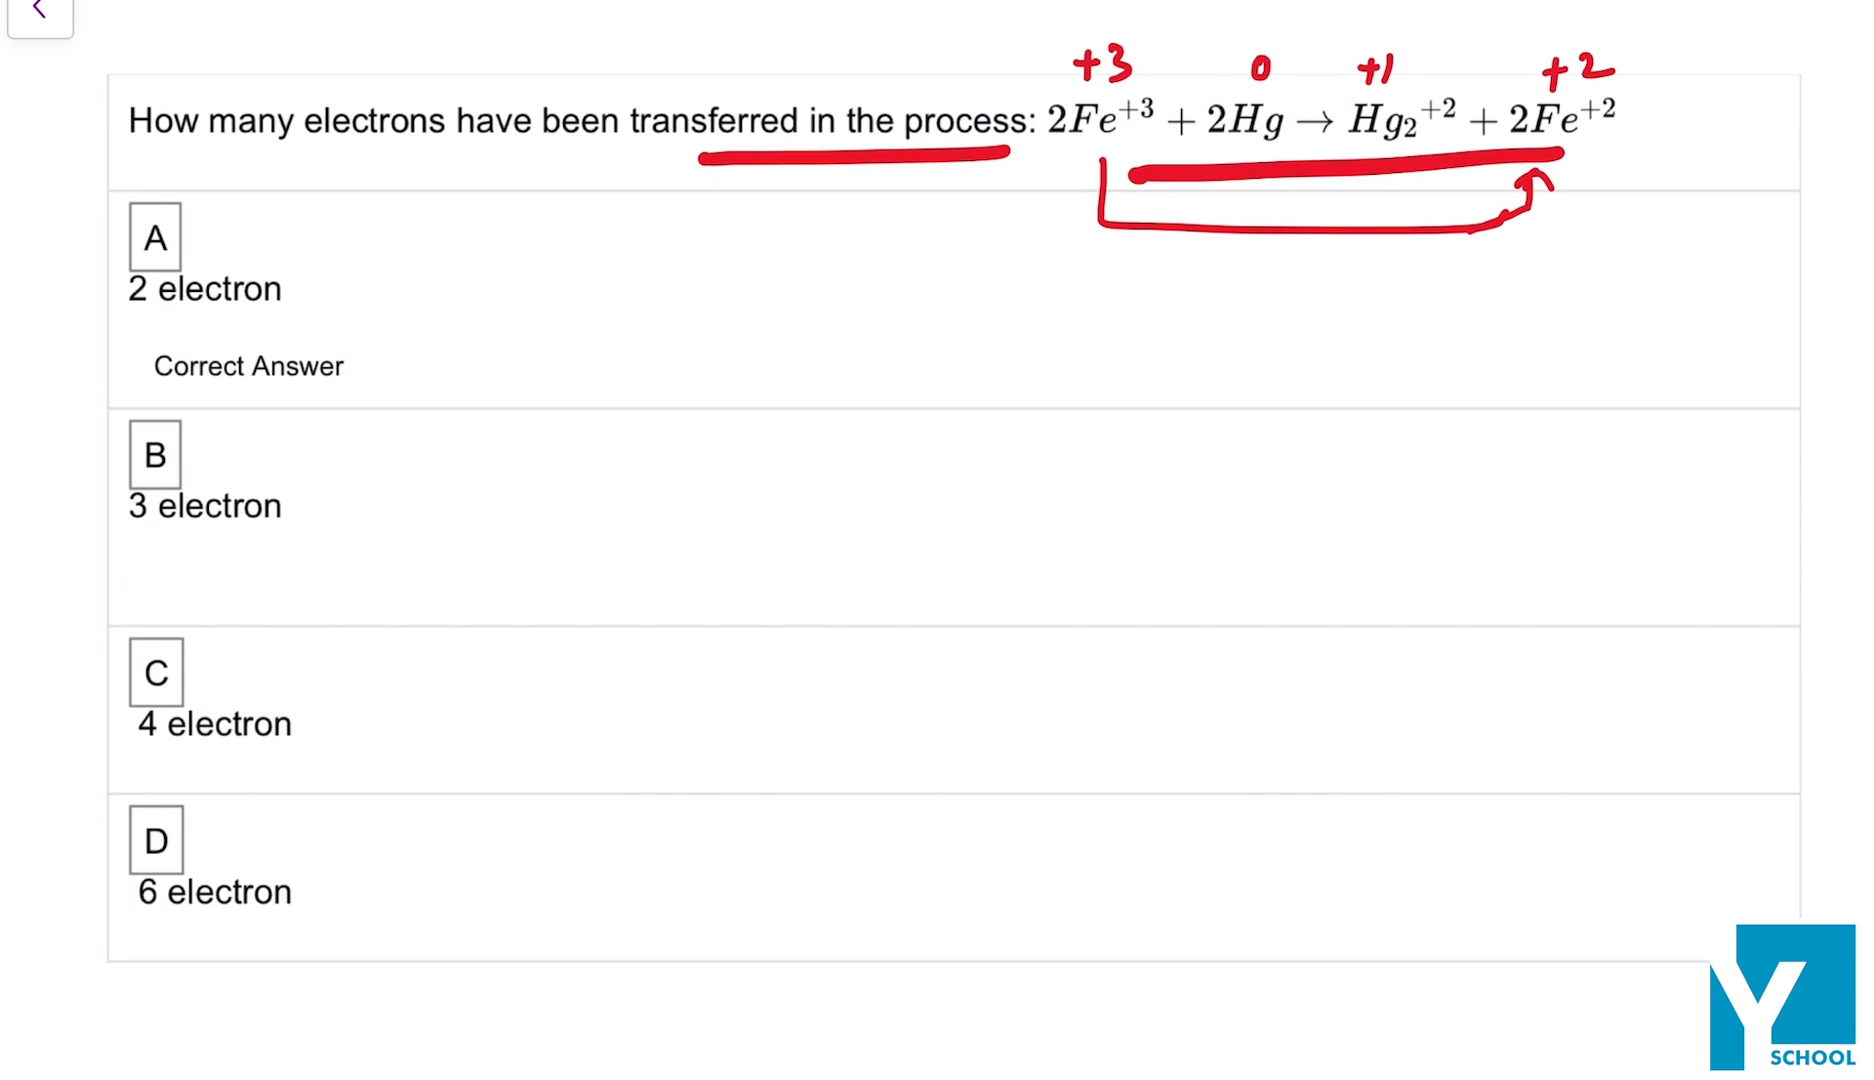 +3 0 +1 +2
How many electrons have been transferred in the process: 2Fe⁺³ + 2Hg → Hg₂⁺² + 2Fe⁺²
A
2 electron
Correct Answer
B
3 electron
C
4 electron
D
6 electron
Y
SCHOOL